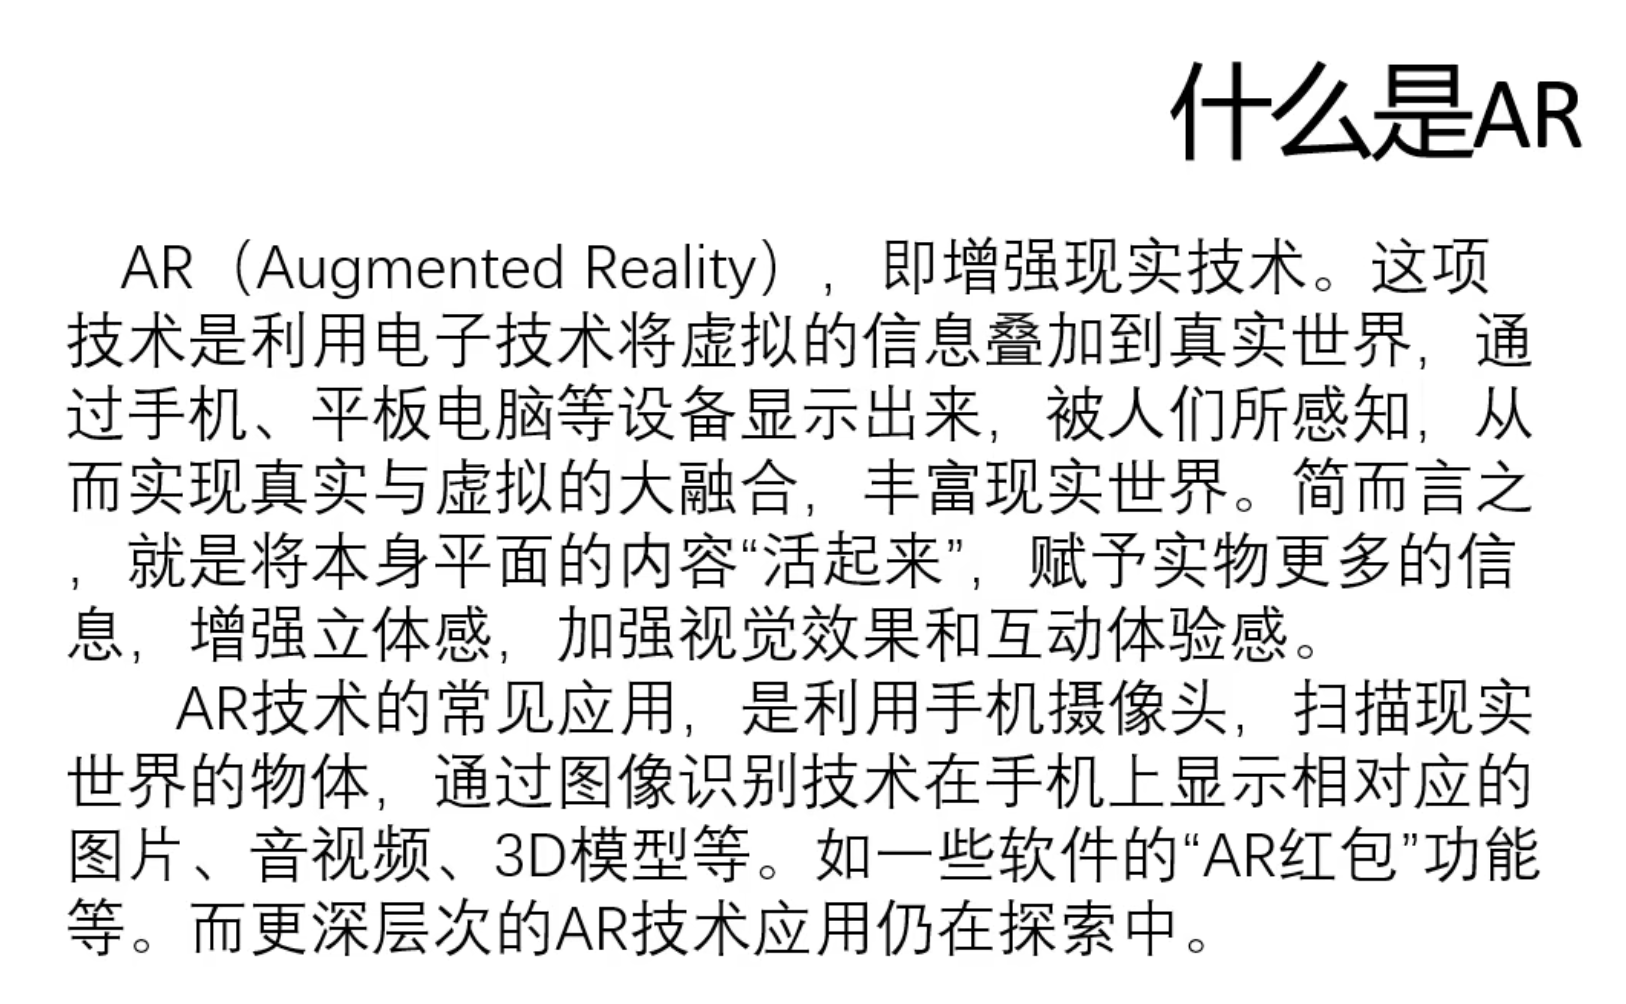 什么是AR
AR（Augmented Reality），即增强现实技术。这项
技术是利用电子技术将虚拟的信息叠加到真实世界，通
过手机、平板电脑等设备显示出来，被人们所感知，从
而实现真实与虚拟的大融合，丰富现实世界。简而言之
，就是将本身平面的内容“活起来”，赋予实物更多的信
息，增强立体感，加强视觉效果和互动体验感。
AR技术的常见应用，是利用手机摄像头，扫描现实
世界的物体，通过图像识别技术在手机上显示相对应的
图片、音视频、3D模型等。如一些软件的“AR红包”功能
等。而更深层次的AR技术应用仍在探索中。